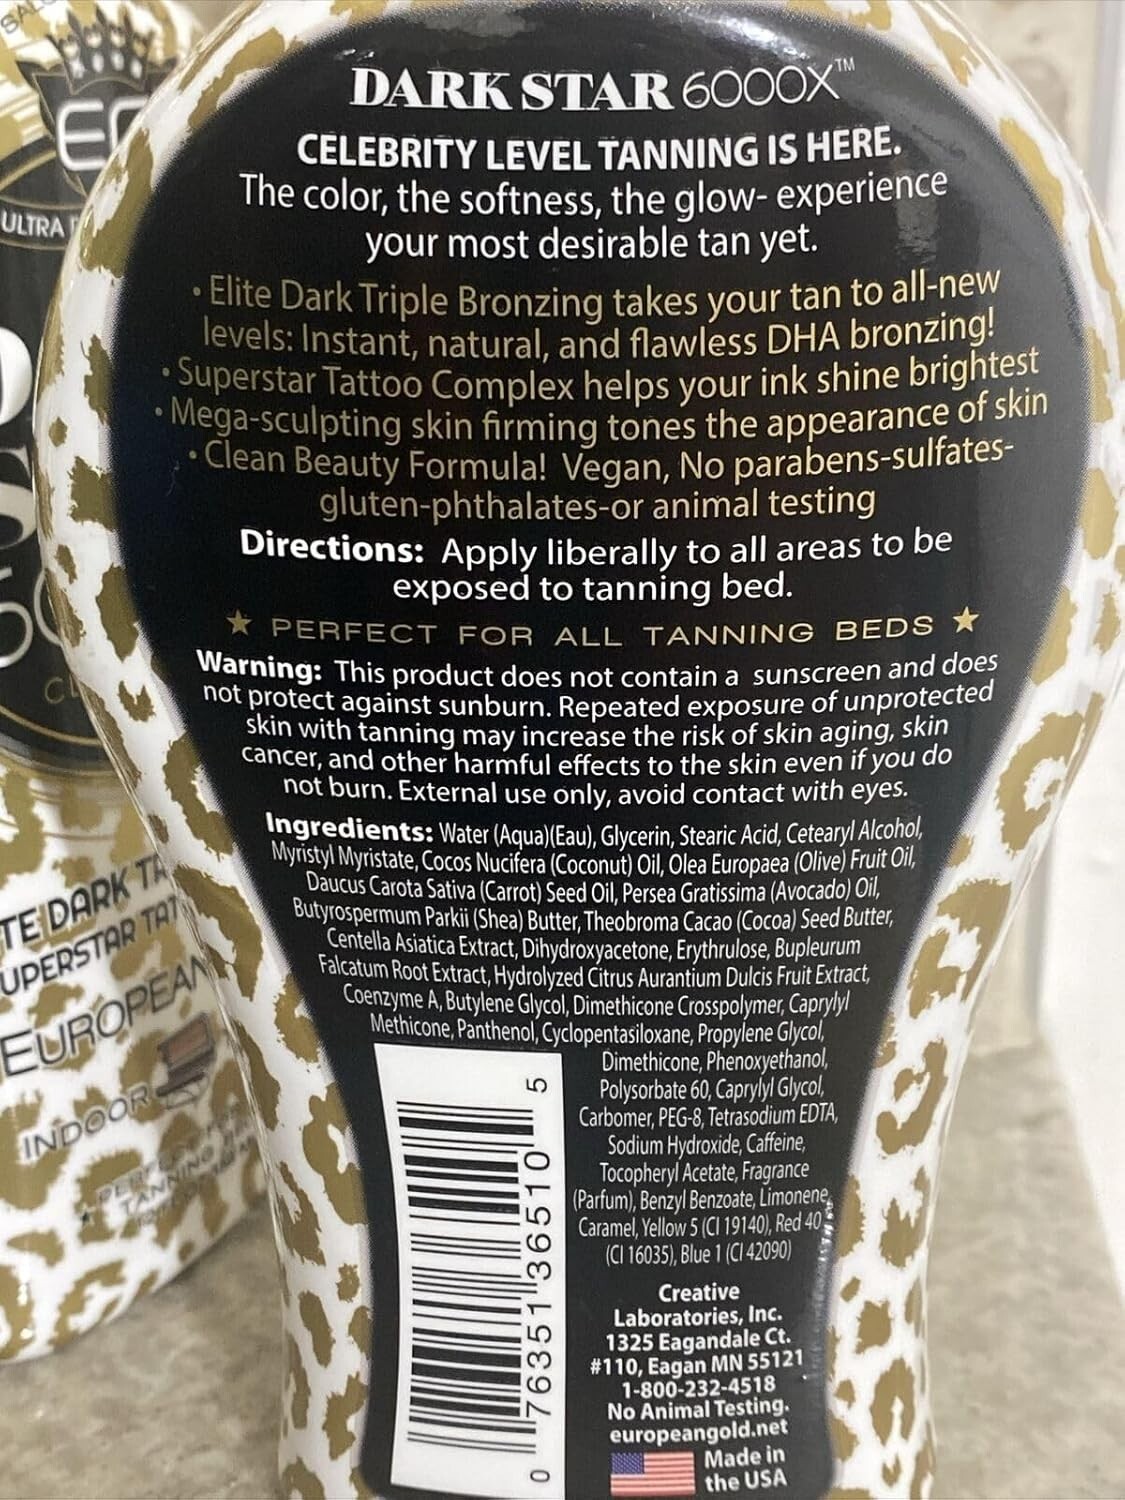 DARK STAR 6000X™
CELEBRITY LEVEL TANNING IS HERE.
The color, the softness, the glow- experience
your most desirable tan yet.
• Elite Dark Triple Bronzing takes your tan to all-new
levels: Instant, natural, and flawless DHA bronzing!
• Superstar Tattoo Complex helps your ink shine brightest
• Mega-sculpting skin firming tones the appearance of skin
• Clean Beauty Formula! Vegan, No parabens-sulfates-
gluten-phthalates-or animal testing
Directions: Apply liberally to all areas to be
exposed to tanning bed.
★ PERFECT FOR ALL TANNING BEDS ★
Warning: This product does not contain a sunscreen and does
not protect against sunburn. Repeated exposure of unprotected
skin with tanning may increase the risk of skin aging, skin
cancer, and other harmful effects to the skin even if you do
not burn. External use only, avoid contact with eyes.
Ingredients: Water (Aqua)(Eau), Glycerin, Stearic Acid, Cetearyl Alcohol,
Myristyl Myristate, Cocos Nucifera (Coconut) Oil, Olea Europaea (Olive) Fruit Oil,
Daucus Carota Sativa (Carrot) Seed Oil, Persea Gratissima (Avocado) Oil,
Butyrospermum Parkii (Shea) Butter, Theobroma Cacao (Cocoa) Seed Butter,
Centella Asiatica Extract, Dihydroxyacetone, Erythrulose, Bupleurum
Falcatum Root Extract, Hydrolyzed Citrus Aurantium Dulcis Fruit Extract,
Coenzyme A, Butylene Glycol, Dimethicone Crosspolymer, Caprylyl
Methicone, Panthenol, Cyclopentasiloxane, Propylene Glycol,
Dimethicone, Phenoxyethanol,
Polysorbate 60, Caprylyl Glycol,
Carbomer, PEG-8, Tetrasodium EDTA,
Sodium Hydroxide, Caffeine,
Tocopheryl Acetate, Fragrance
(Parfum), Benzyl Benzoate, Limonene,
Caramel, Yellow 5 (CI 19140), Red 40
(CI 16035), Blue 1 (CI 42090)
0 76351 36510 5
Creative
Laboratories, Inc.
1325 Eagandale Ct.
#110, Eagan MN 55121
1-800-232-4518
No Animal Testing.
europeangold.net
Made in
the USA
EG
ULTRA
TE DARK TR
UPERSTAR TAT
EUROPEAN
INDOOR